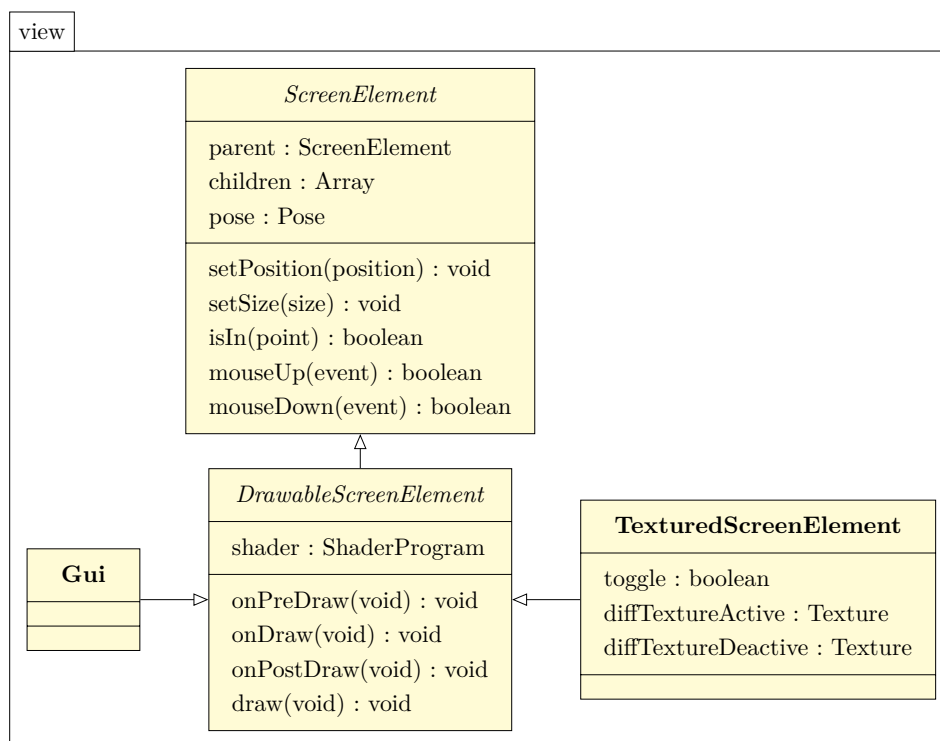 view
ScreenElement
parent : ScreenElement
children : Array
pose : Pose
setPosition(position) : void
setSize(size) : void
isIn(point) : boolean
mouseUp(event) : boolean
mouseDown(event) : boolean
DrawableScreenElement
shader : ShaderProgram
onPreDraw(void) : void
onDraw(void) : void
onPostDraw(void) : void
draw(void) : void
Gui
TexturedScreenElement
toggle : boolean
diffTextureActive : Texture
diffTextureDeactive : Texture